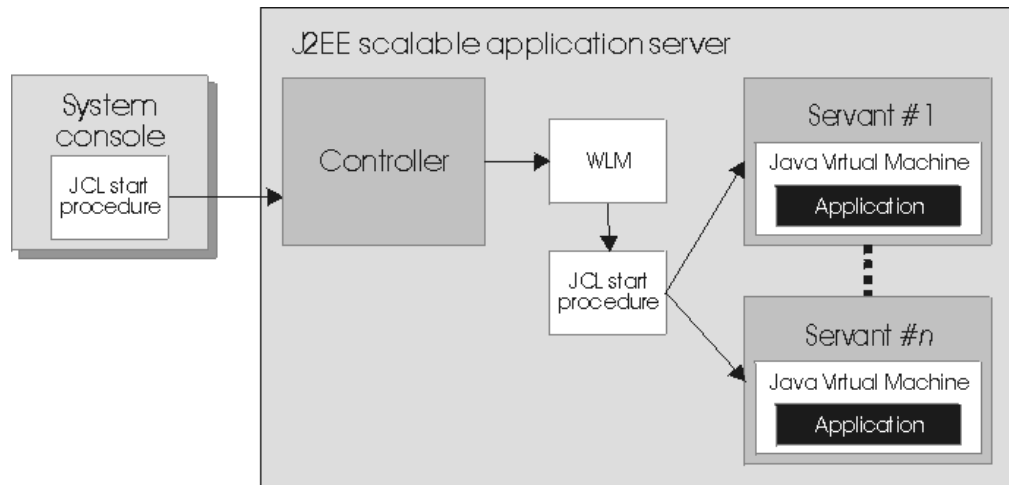 J2EE scalable application server
System
console
JCL start
procedure
Controller
WLM
JCL start
procedure
Servant #1
Java Virtual Machine
Application
Servant #n
Java Virtual Machine
Application